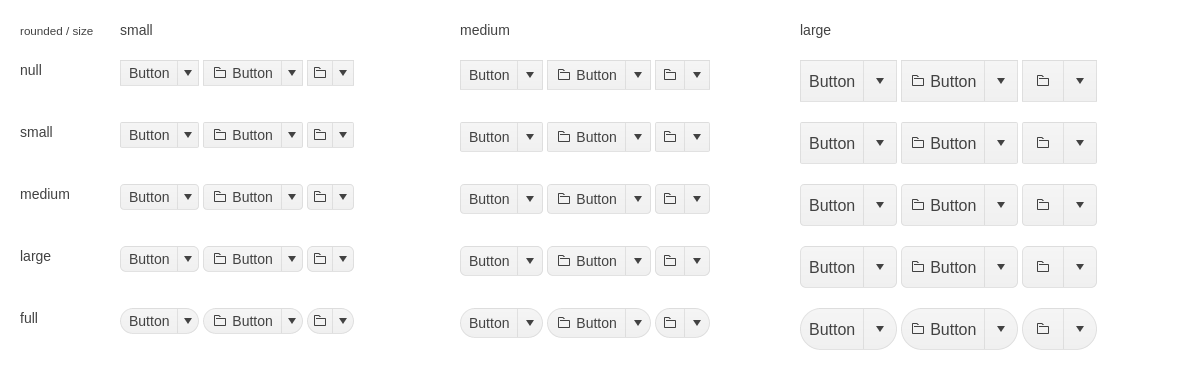 rounded / size small medium large
null Button Button Button Button Button Button
small Button Button Button Button Button Button
medium Button Button Button Button Button Button
large Button Button Button Button Button Button
full Button Button Button Button Button Button